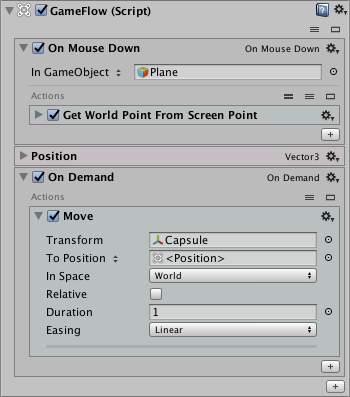 GameFlow (Script)
On Mouse Down On Mouse Down
In GameObject Plane
Actions
Get World Point From Screen Point
Position Vector3
On Demand On Demand
Actions
Move
Transform Capsule
To Position <Position>
In Space World
Relative
Duration 1
Easing Linear